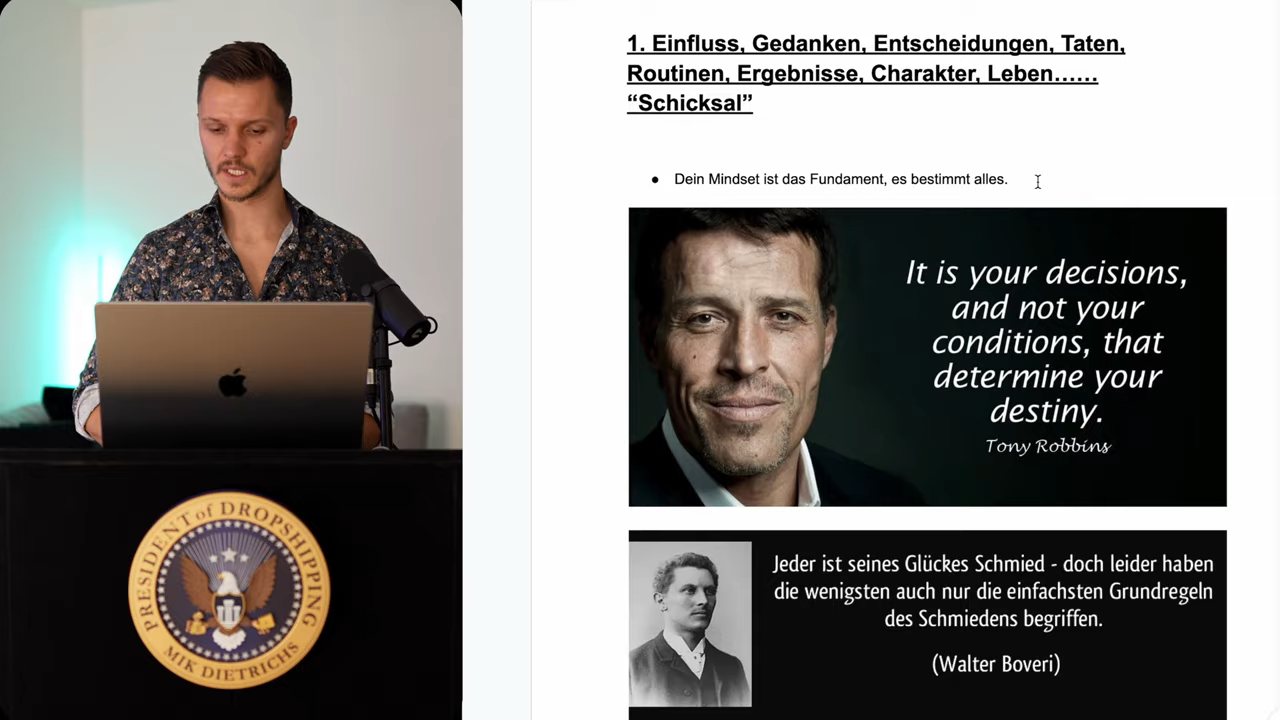 1. Einfluss, Gedanken, Entscheidungen, Taten,
Routinen, Ergebnisse, Charakter, Leben……
“Schicksal”
● Dein Mindset ist das Fundament, es bestimmt alles.
It is your decisions,
and not your
conditions, that
determine your
destiny.
Tony Robbins
Jeder ist seines Glückes Schmied - doch leider haben
die wenigsten auch nur die einfachsten Grundregeln
des Schmiedens begriffen.
(Walter Boveri)
PRESIDENT of DROPSHIPPING
MIK DIETRICHS